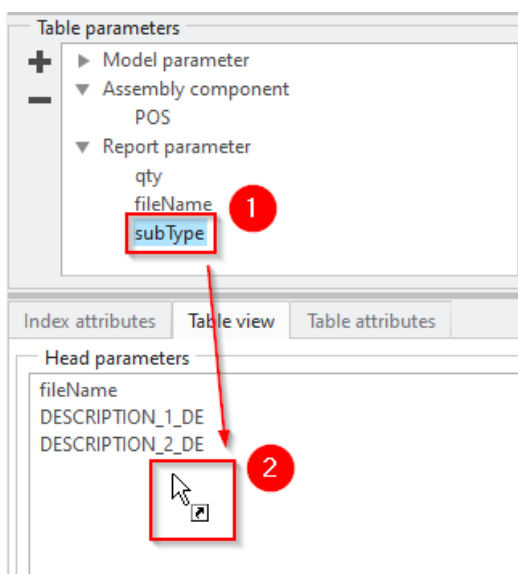 Table parameters
Model parameter
Assembly component
POS
Report parameter
qty
fileName
1
subType
Index attributes Table view Table attributes
Head parameters
fileName
DESCRIPTION_1_DE
DESCRIPTION_2_DE
2